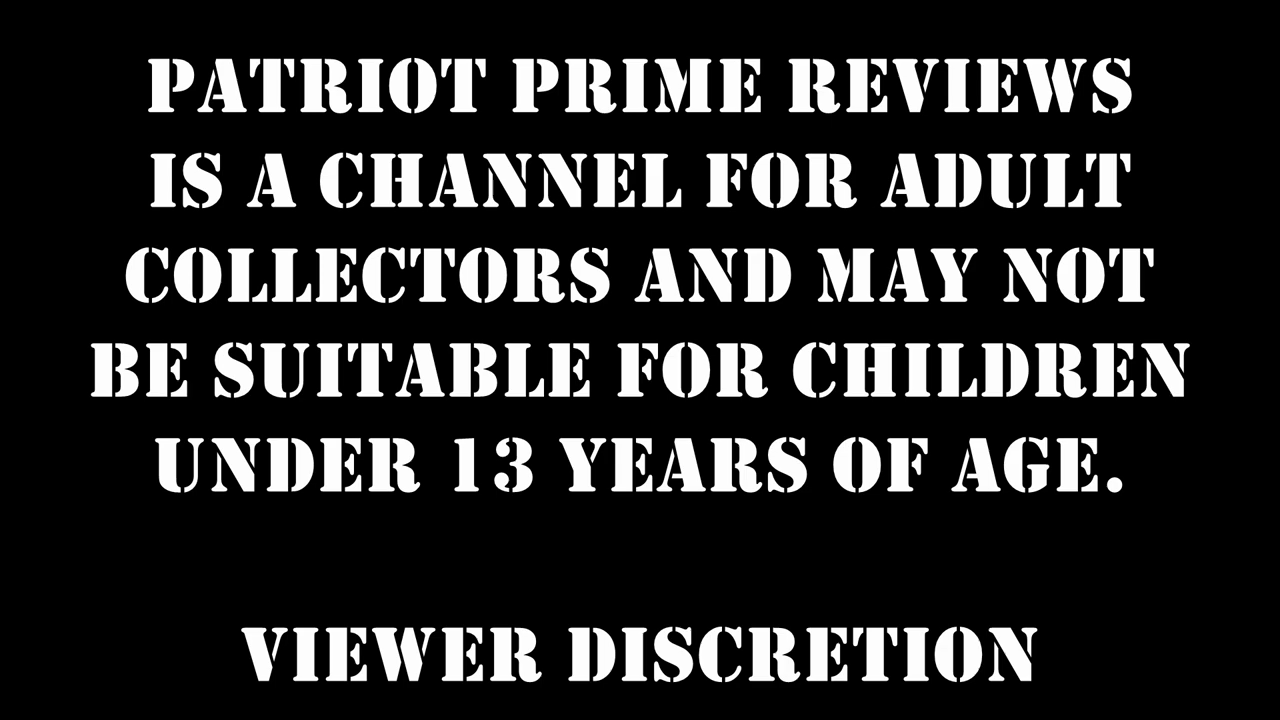 PATRIOT PRIME REVIEWS
IS A CHANNEL FOR ADULT
COLLECTORS AND MAY NOT
BE SUITABLE FOR CHILDREN
UNDER 13 YEARS OF AGE.
VIEWER DISCRETION